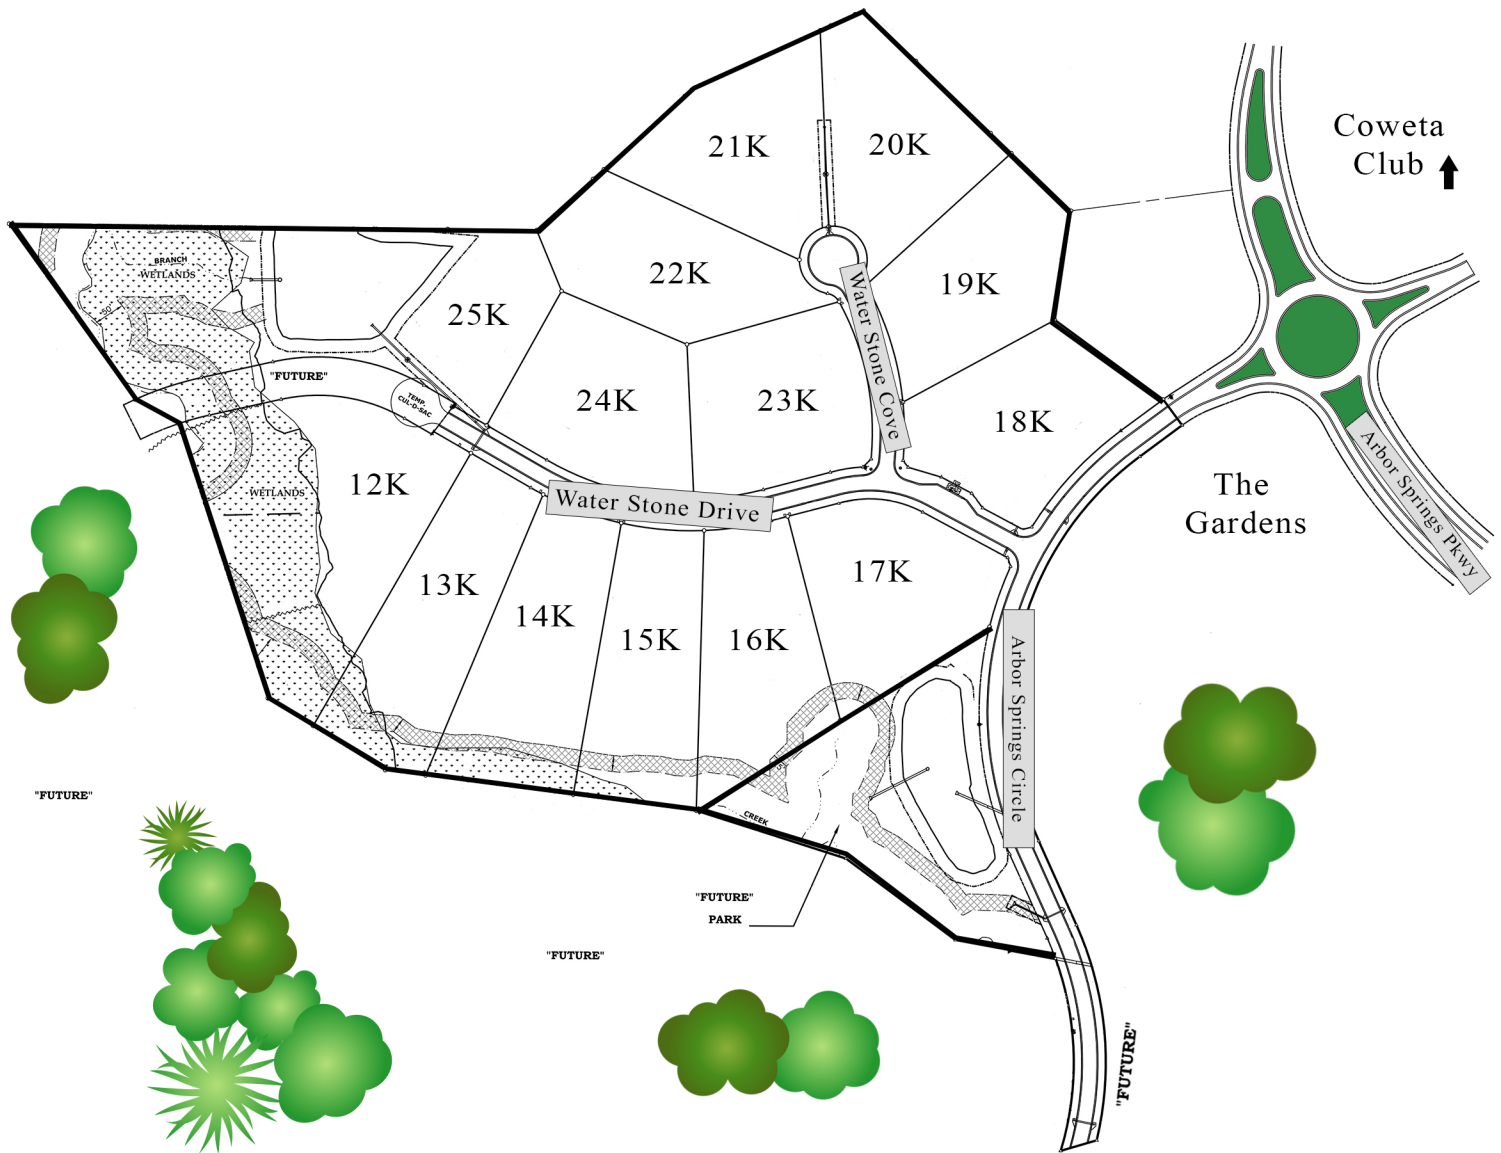 Coweta
Club
21K
20K
BRANCH
WETLANDS
22K
19K
25K
50'
Water Stone Cove
"FUTURE"
TEMP.
CUL-D-SAC
24K
23K
18K
Arbor Springs Pkwy
12K
WETLANDS
Water Stone Drive
The
Gardens
13K
17K
14K
15K
16K
Arbor Springs Circle
"FUTURE"
CREEK
"FUTURE"
PARK
"FUTURE"
"FUTURE"